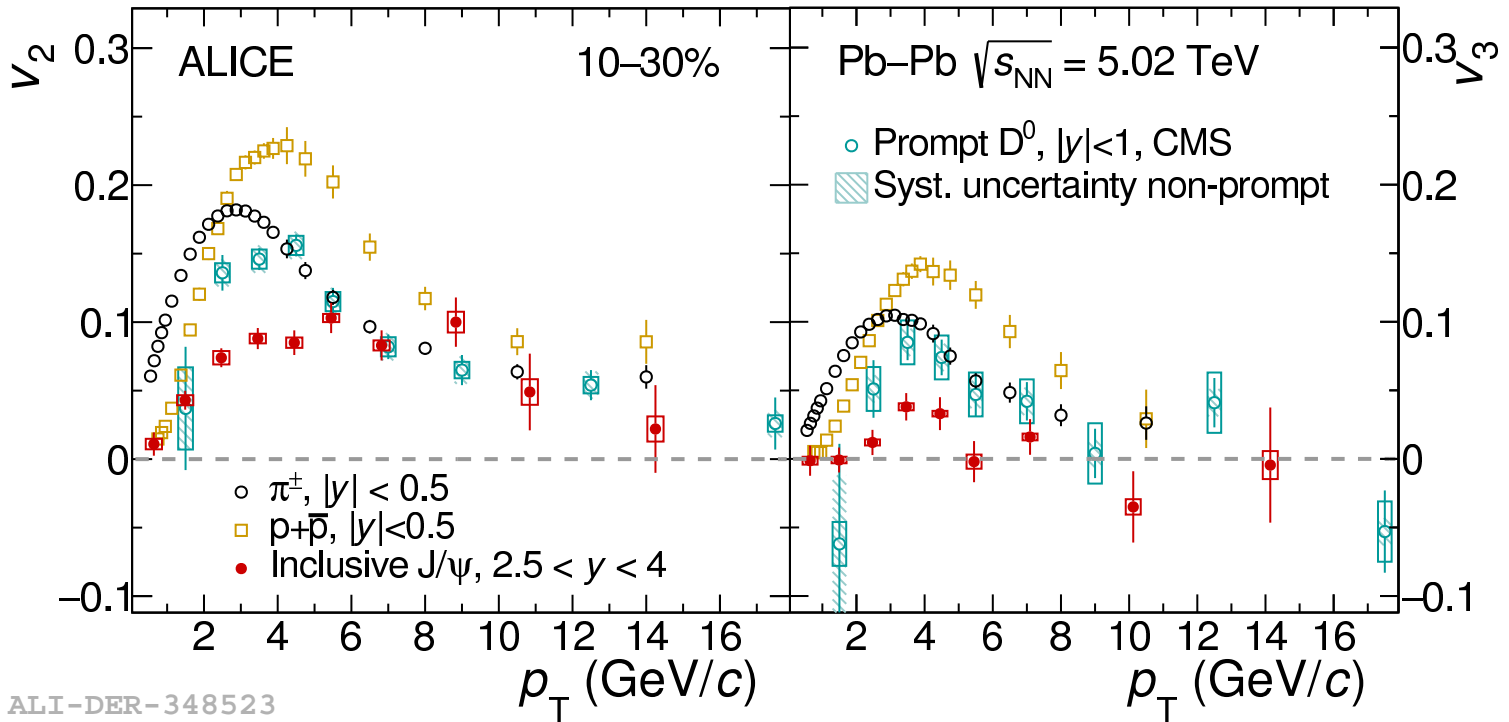 v₂
0.3
0.2
0.1
0
−0.1
ALICE
10–30%
π±, |y| < 0.5
p+p̅, |y|<0.5
Inclusive J/ψ, 2.5 < y < 4
2 4 6 8 10 12 14 16
p_T (GeV/c)
Pb–Pb √s_NN = 5.02 TeV
Prompt D⁰, |y|<1, CMS
Syst. uncertainty non-prompt
v₃
0.3
0.2
0.1
0
−0.1
2 4 6 8 10 12 14 16
p_T (GeV/c)
ALI-DER-348523